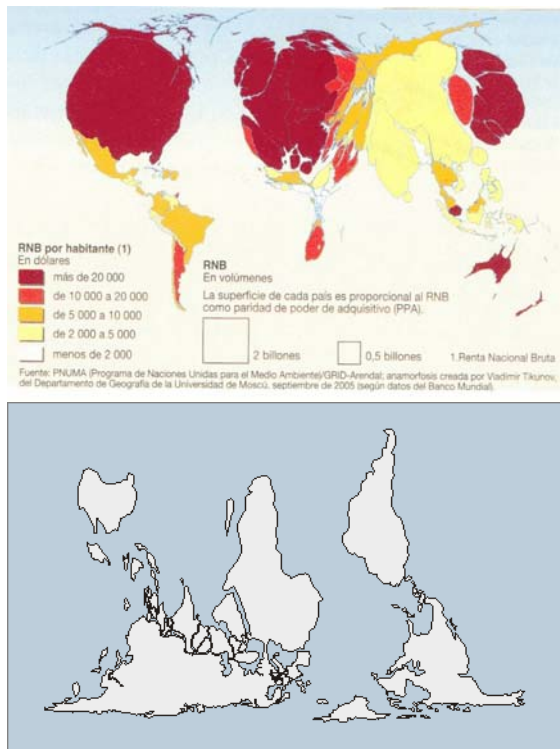 RNB por habitante (1)
En dólares
más de 20 000
de 10 000 a 20 000
de 5 000 a 10 000
de 2 000 a 5 000
menos de 2 000
RNB
En volúmenes
La superficie de cada país es proporcional al RNB
como paridad de poder de adquisitivo (PPA).
2 billones
0,5 billones
1.Renta Nacional Bruta
Fuente: PNUMA (Programa de Naciones Unidas para el Medio Ambiente)/GRID-Arendal; anamorfosis creada por Vladimir Tikunov,
del Departamento de Geografía de la Universidad de Moscú, septiembre de 2005 (según datos del Banco Mundial).